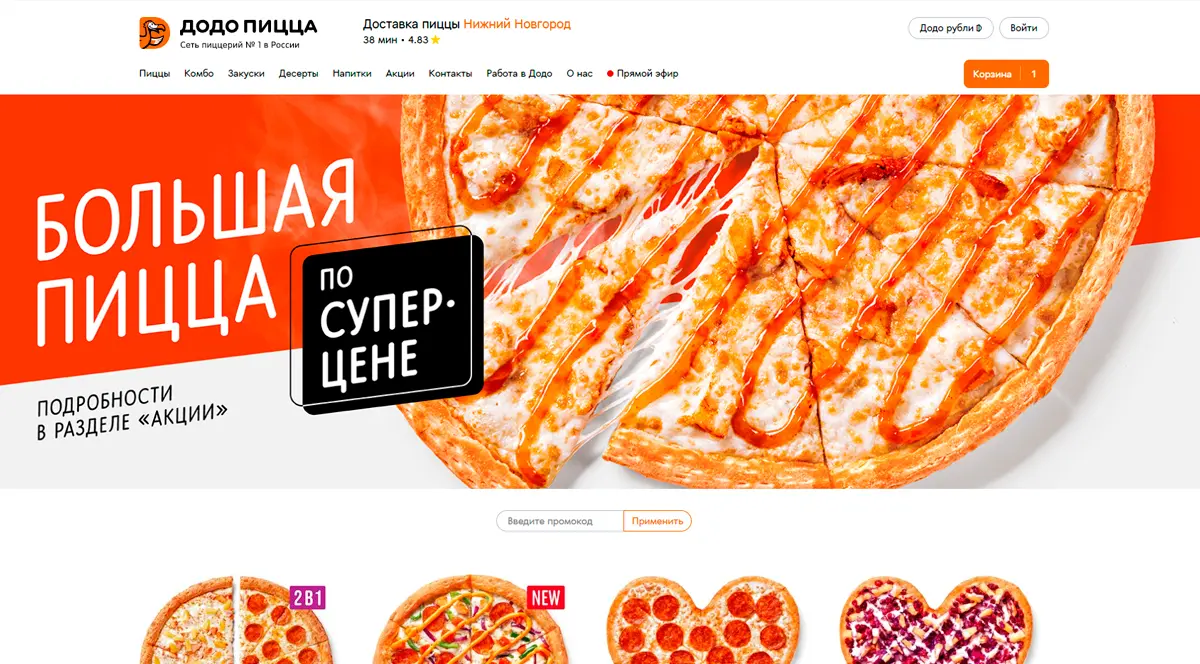 ДОДО ПИЦЦА
Сеть пиццерий № 1 в России
Доставка пиццы Нижний Новгород
38 мин • 4.83
Додо рубли
Войти
Пиццы Комбо Закуски Десерты Напитки Акции Контакты Работа в Додо О нас Прямой эфир
Корзина 1
БОЛЬШАЯ
ПИЦЦА
ПО
СУПЕР-
ЦЕНЕ
ПОДРОБНОСТИ
В РАЗДЕЛЕ «АКЦИИ»
Введите промокод
Применить
2 В 1
NEW